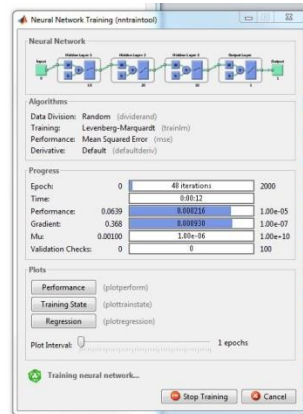 Neural Network Training (nntraintool)
Neural Network
Hidden Layer 1 Hidden Layer 2 Hidden Layer 3 Output Layer
Input Output
Algorithms
Data Division: Random (dividerand)
Training: Levenberg-Marquardt (trainlm)
Performance: Mean Squared Error (mse)
Derivative: Default (defaultderiv)
Progress
Epoch: 0 48 iterations 2000
Time: 0:00:12
Performance: 0.0639 0.000216 1.00e-05
Gradient: 0.368 0.000930 1.00e-07
Mu: 0.00100 1.00e-06 1.00e+10
Validation Checks: 0 0 100
Plots
Performance (plotperform)
Training State (plottrainstate)
Regression (plotregression)
Plot Interval: 1 epochs
Training neural network...
Stop Training Cancel